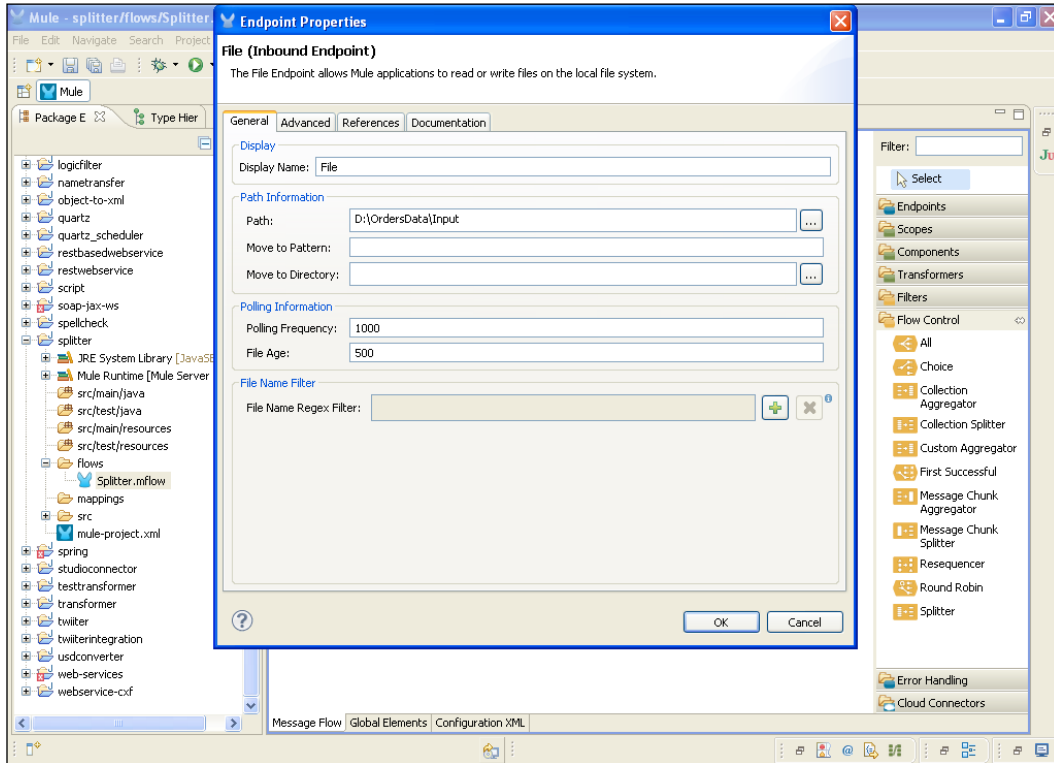 Mule - splitter/flows/Splitter.
File Edit Navigate Search Project
Mule
Package E
Type Hier
logicfilter
nametransfer
object-to-xml
quartz
quartz_scheduler
restbasedwebservice
restwebservice
script
soap-jax-ws
spellcheck
splitter
JRE System Library [JavaSE
Mule Runtime [Mule Server
src/main/java
src/test/java
src/main/resources
src/test/resources
flows
Splitter.mflow
mappings
src
mule-project.xml
spring
studioconnector
testtransformer
transformer
twiiter
twiiterintegration
usdconverter
web-services
webservice-cxf
Endpoint Properties
File (Inbound Endpoint)
The File Endpoint allows Mule applications to read or write files on the local file system.
General Advanced References Documentation
Display
Display Name: File
Path Information
Path: D:\OrdersData\Input ...
Move to Pattern:
Move to Directory: ...
Polling Information
Polling Frequency: 1000
File Age: 500
File Name Filter
File Name Regex Filter:
OK Cancel
Message Flow Global Elements Configuration XML
Filter:
Select
Endpoints
Scopes
Components
Transformers
Filters
Flow Control
All
Choice
Collection
Aggregator
Collection Splitter
Custom Aggregator
First Successful
Message Chunk
Aggregator
Message Chunk
Splitter
Resequencer
Round Robin
Splitter
Error Handling
Cloud Connectors
Ju